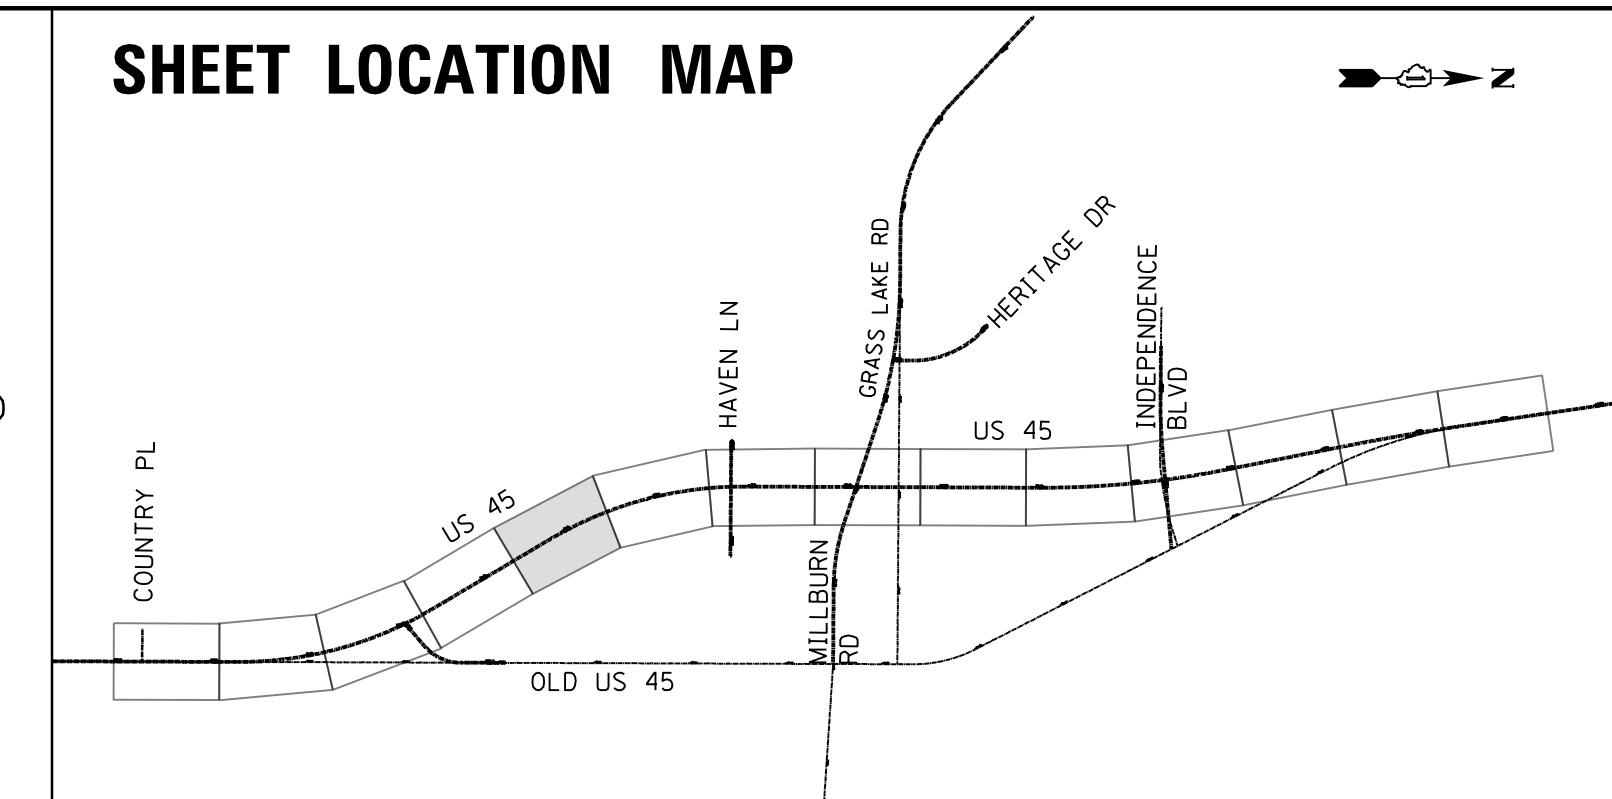 SHEET LOCATION MAP
N
COUNTRY PL
US 45
HAVEN LN
GRASS LAKE RD
HERITAGE DR
INDEPENDENCE
BLVD
US 45
MILLBURN
RD
OLD US 45